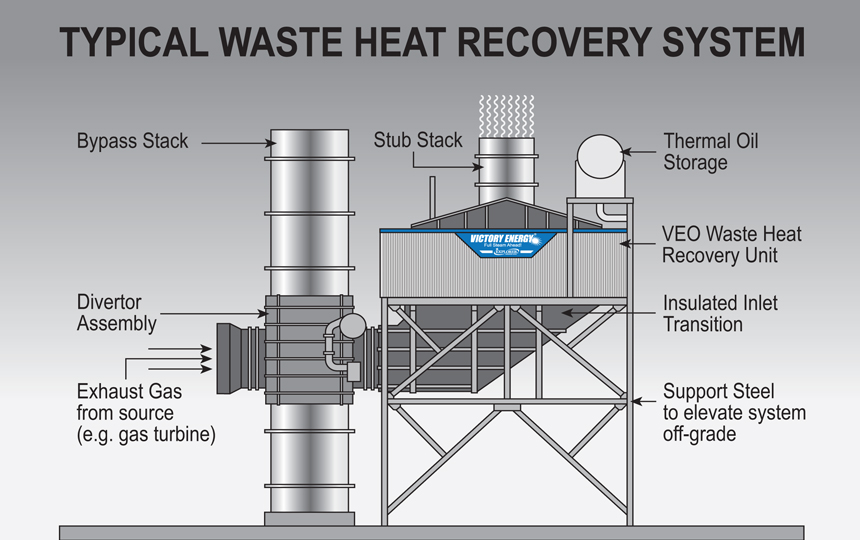 TYPICAL WASTE HEAT RECOVERY SYSTEM
Bypass Stack
Stub Stack
Thermal Oil
Storage
VICTORY ENERGY
Full Steam Ahead!
VEO Waste Heat
Recovery Unit
Divertor
Assembly
Insulated Inlet
Transition
Exhaust Gas
from source
(e.g. gas turbine)
Support Steel
to elevate system
off-grade